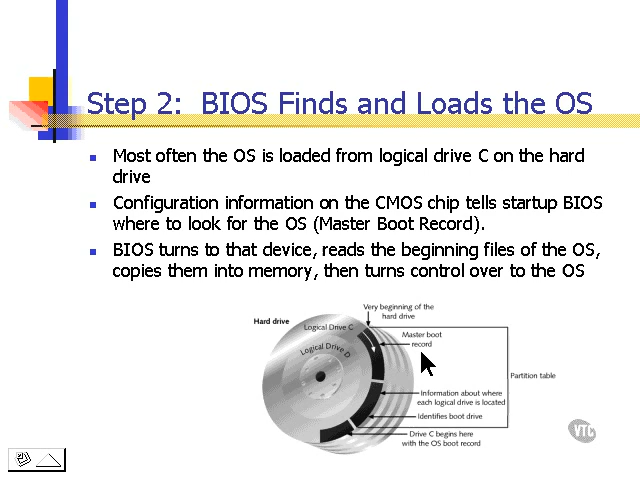 Step 2: BIOS Finds and Loads the OS
Most often the OS is loaded from logical drive C on the hard
drive
Configuration information on the CMOS chip tells startup BIOS
where to look for the OS (Master Boot Record).
BIOS turns to that device, reads the beginning files of the OS,
copies them into memory, then turns control over to the OS
Very beginning of the
hard drive
Hard drive
Logical Drive C
Master boot
record
Logical Drive D
Partition table
Information about where
each logical drive is located
Identifies boot drive
Drive C begins here
with the OS boot record
VTC